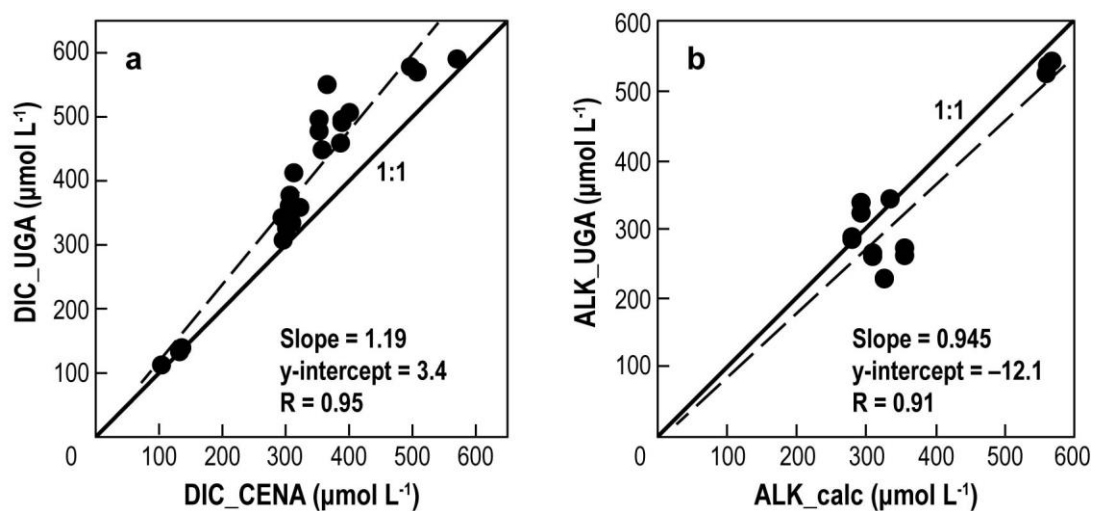 a
DIC_UGA (µmol L-1)
600
500
400
300
200
100
0
100 200 300 400 500 600
DIC_CENA (µmol L-1)
1:1
Slope = 1.19
y-intercept = 3.4
R = 0.95
b
ALK_UGA (µmol L-1)
600
500
400
300
200
100
0
100 200 300 400 500 600
ALK_calc (µmol L-1)
1:1
Slope = 0.945
y-intercept = –12.1
R = 0.91